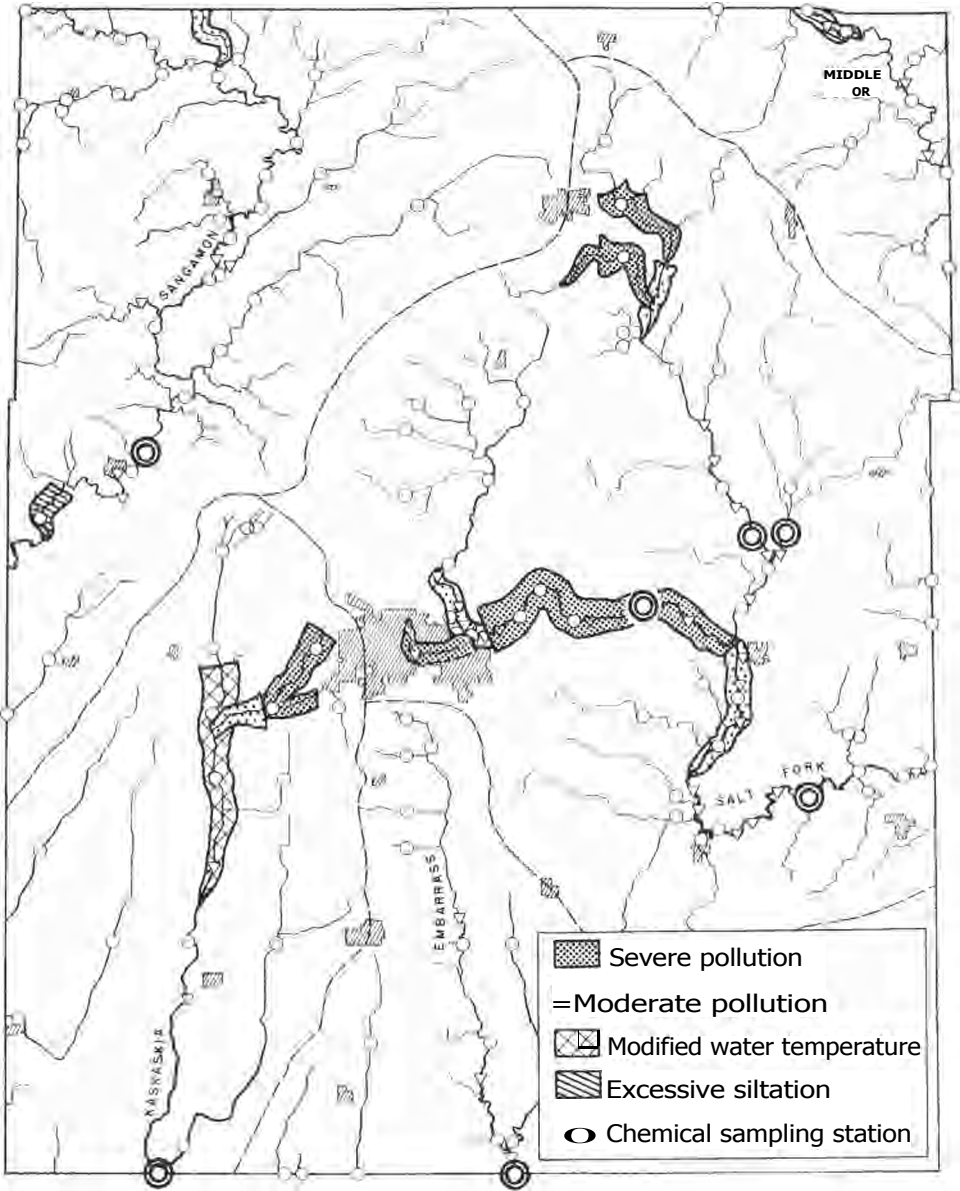 MIDDLE
OR
SANGAMON
SALT FORK
EMBARRASS
KASKASKIA
Severe pollution
=Moderate pollution
Modified water temperature
Excessive siltation
Chemical sampling station